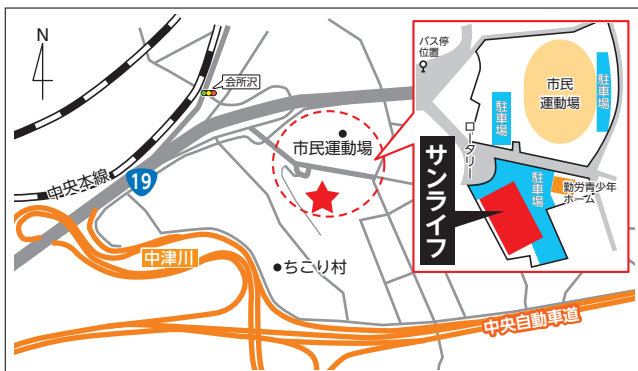 N
会所沢
中央本線
19
市民運動場
中津川
ちこり村
中央自動車道
バス停
位置
市民
運動場
駐車場
駐車場
ロータリー
サンライフ
駐車場
勤労青少年
ホーム